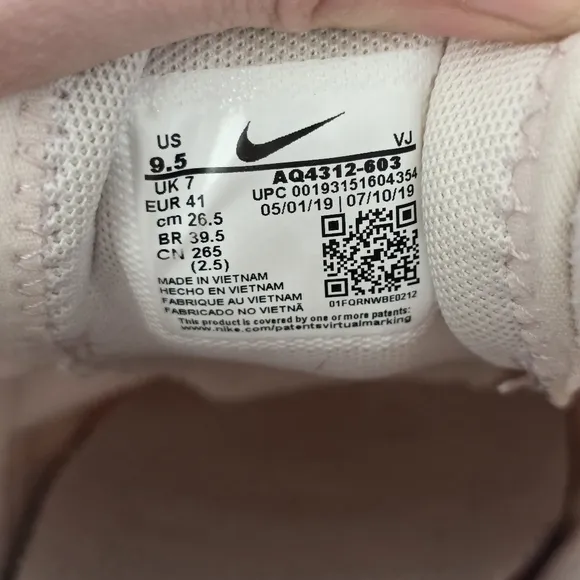 US
9.5
UK 7
EUR 41
cm 26.5
BR 39.5
CN 265
(2.5)
VJ
AQ4312-603
UPC 00193151604354
05/01/19 | 07/10/19
01FQRNWBE0212
MADE IN VIETNAM
HECHO EN VIETNAM
FABRIQUE AU VIETNAM
FABRICADO NO VIETNÃ
This product is covered by one or more patents:
www.nike.com/patentsvirtualmarking